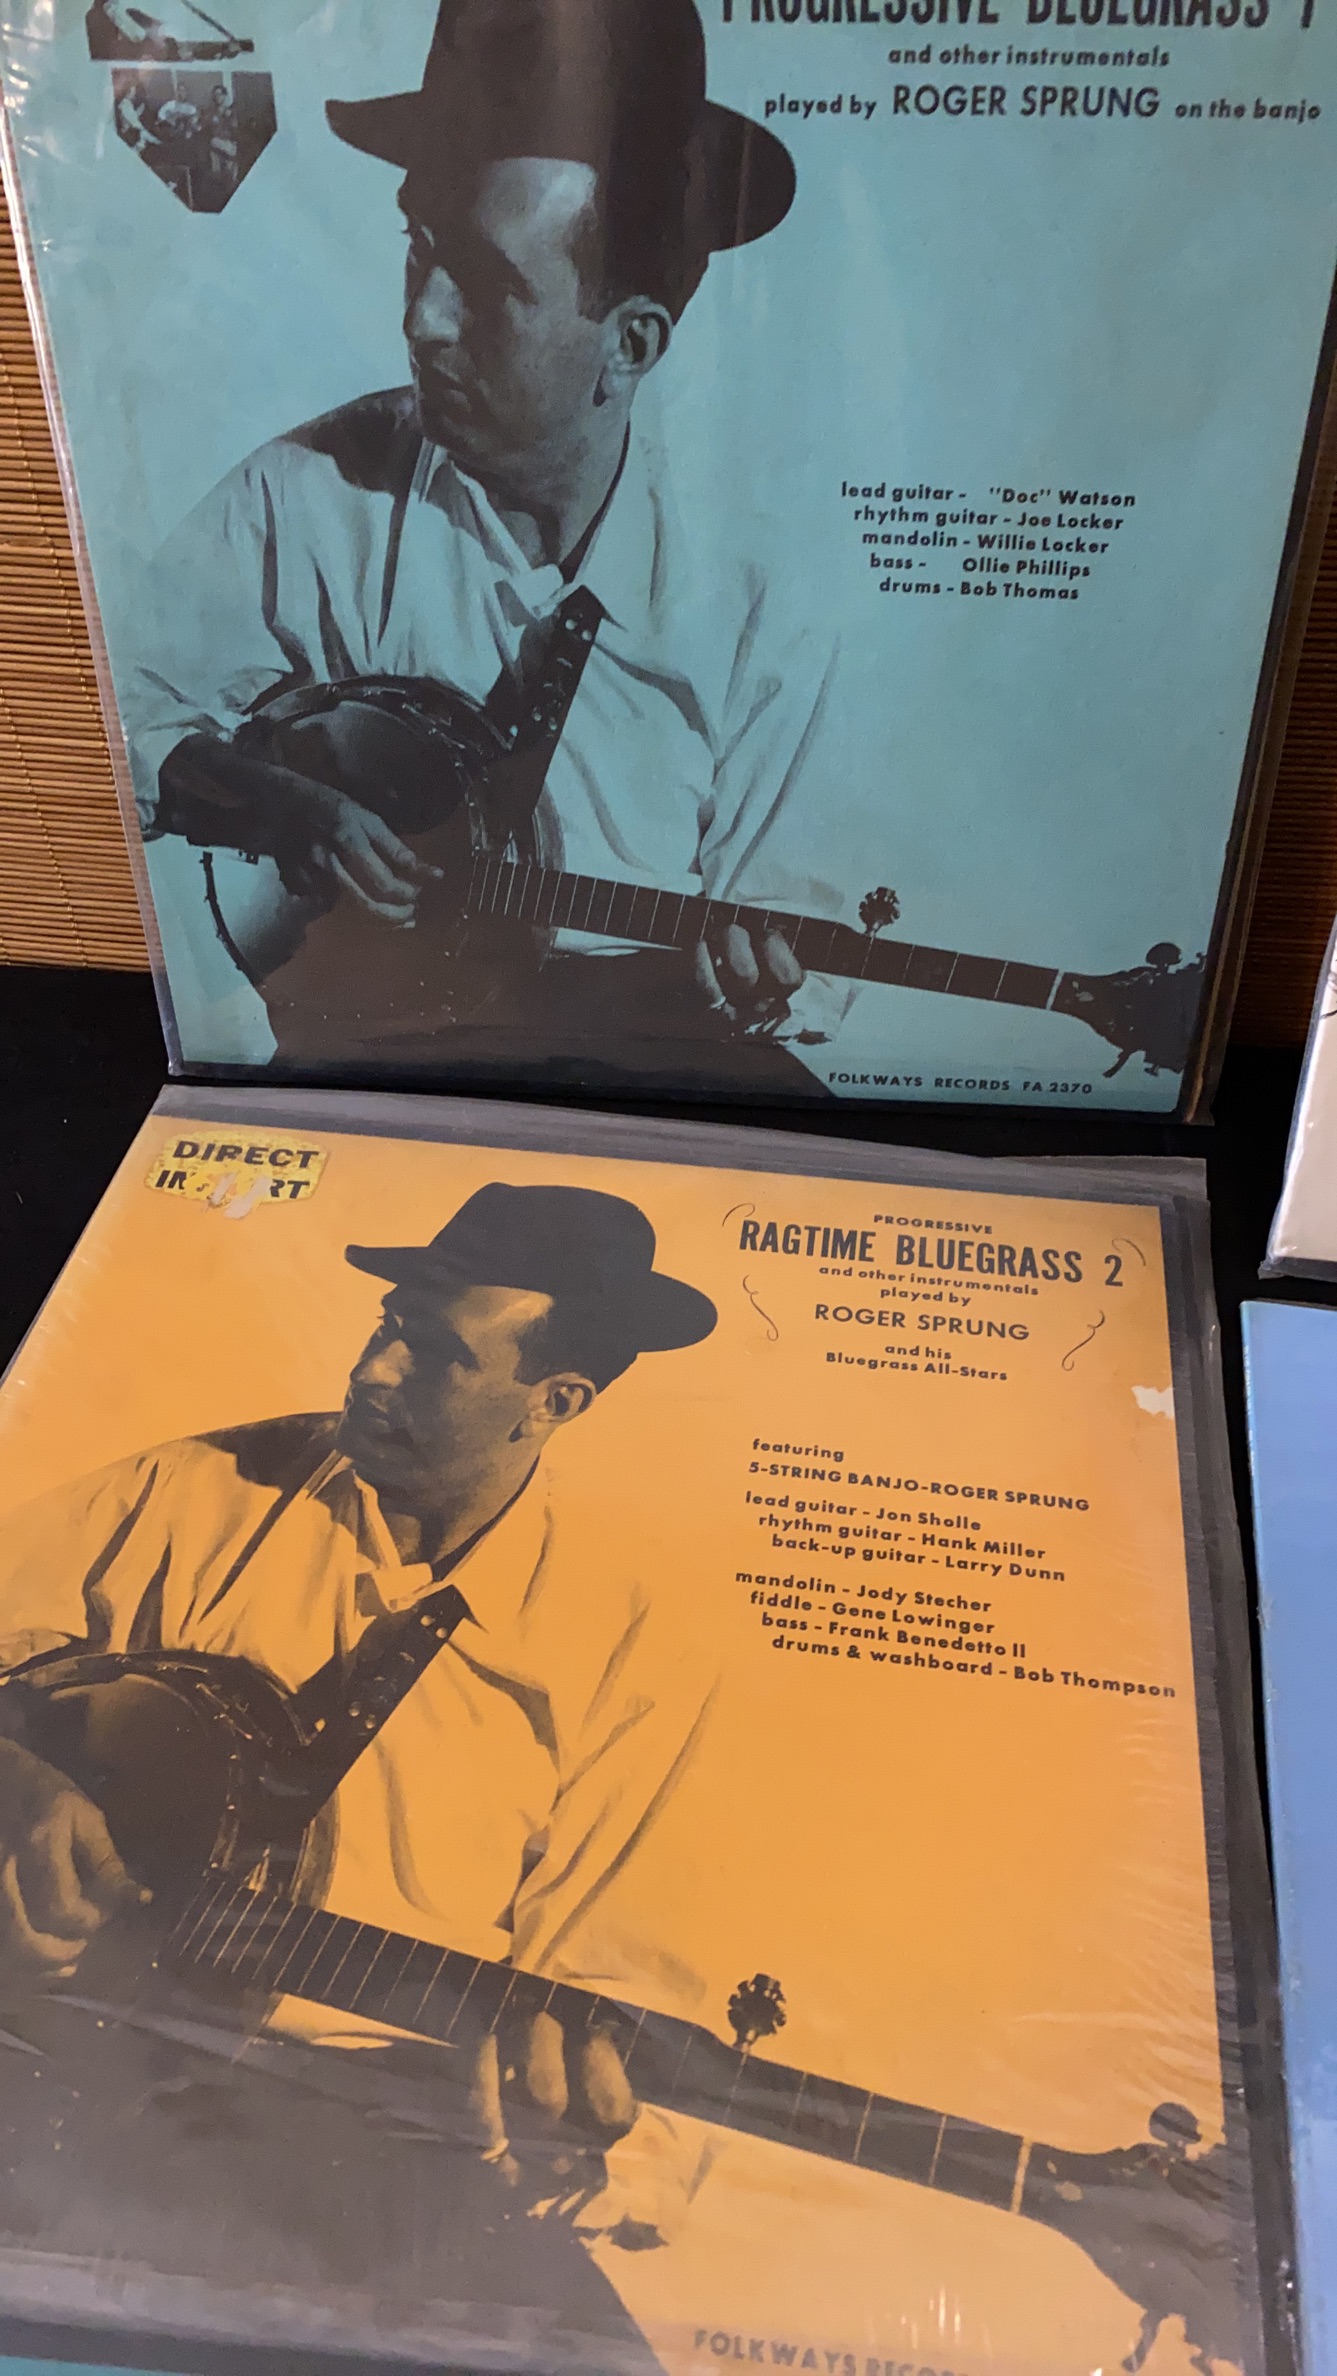 PROGRESSIVE BLUEGRASS 1
and other instrumentals
played by ROGER SPRUNG on the banjo
lead guitar - "Doc" Watson
rhythm guitar - Joe Locker
mandolin - Willie Locker
bass - Ollie Phillips
drums - Bob Thomas
FOLKWAYS RECORDS FA 2370
DIRECT
PROGRESSIVE
RAGTIME BLUEGRASS 2
and other instrumentals
played by
ROGER SPRUNG
and his
Bluegrass All-Stars
featuring
5-STRING BANJO-ROGER SPRUNG
lead guitar - Jon Sholle
rhythm guitar - Hank Miller
back-up guitar - Larry Dunn
mandolin - Jody Stecher
fiddle - Gene Lowinger
bass - Frank Benedetto II
drums & washboard - Bob Thompson
FOLKWAYS